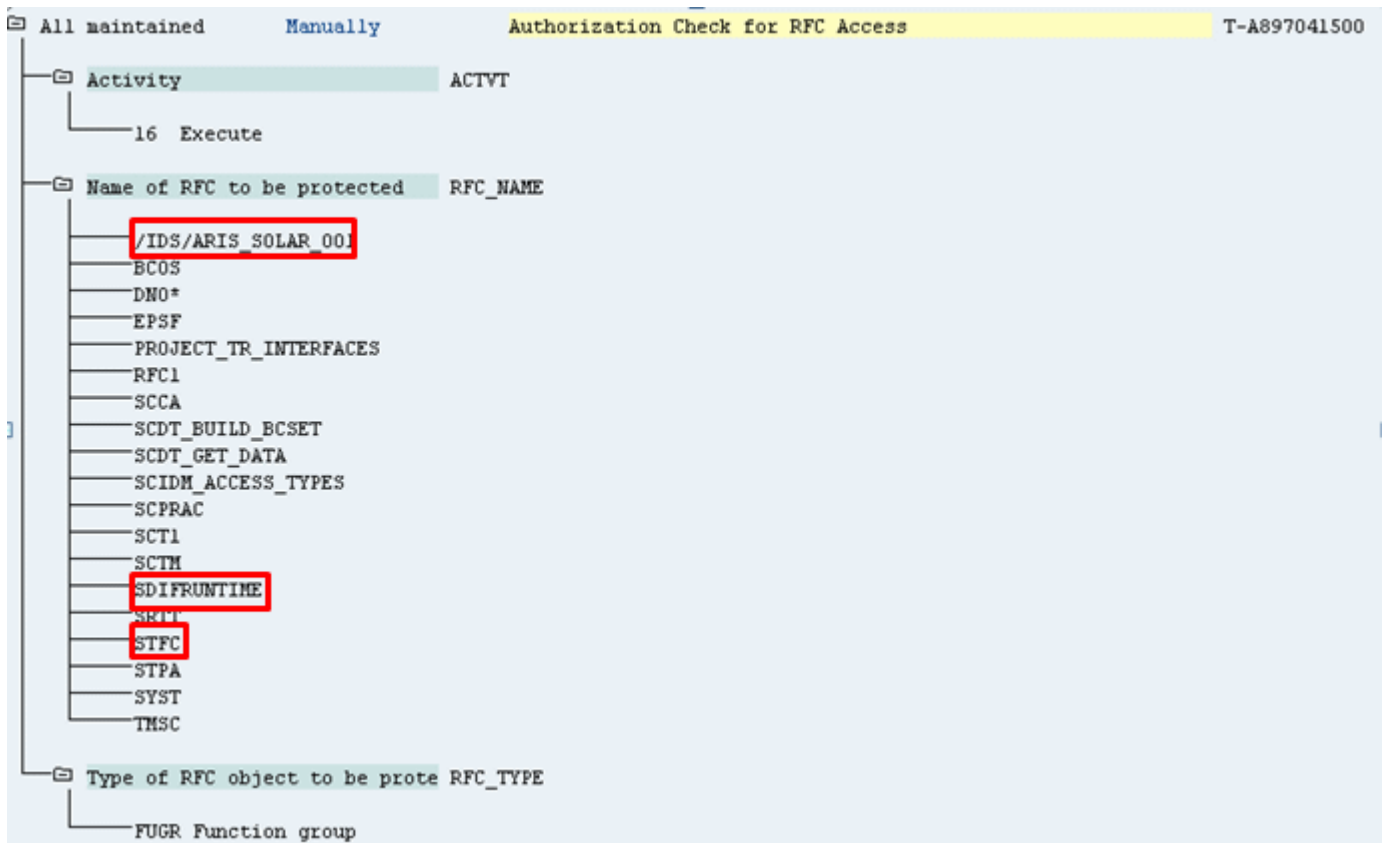 All maintained Manually Authorization Check for RFC Access T-A897041500
Activity ACTVT
16 Execute
Name of RFC to be protected RFC_NAME
/IDS/ARIS_SOLAR_001
BCOS
DNO*
EPSF
PROJECT_TR_INTERFACES
RFC1
SCCA
SCDT_BUILD_BCSET
SCDT_GET_DATA
SCIDM_ACCESS_TYPES
SCPRAC
SCT1
SCTM
SDIFRUNTIME
SRTT
STFC
STPA
SYST
TMSC
Type of RFC object to be prote RFC_TYPE
FUGR Function group